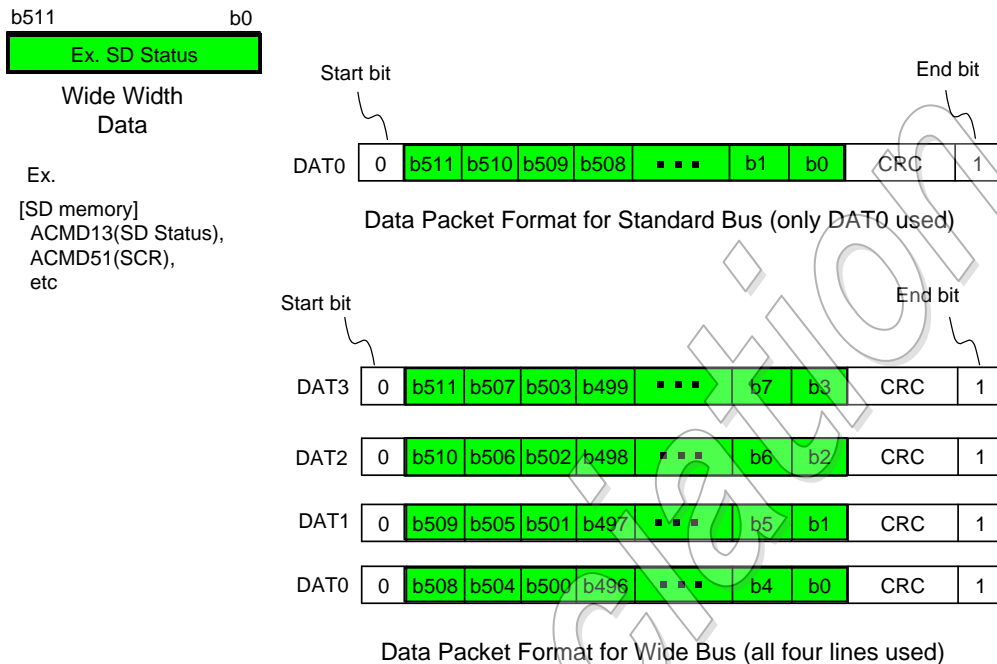 b511 b0
Ex. SD Status
Wide Width
Data
Ex.
[SD memory]
ACMD13(SD Status),
ACMD51(SCR),
etc
Start bit End bit
DAT0 0 b511 b510 b509 b508 ▪ ▪ ▪ b1 b0 CRC 1
Data Packet Format for Standard Bus (only DAT0 used)
Start bit End bit
DAT3 0 b511 b507 b503 b499 ▪ ▪ ▪ b7 b3 CRC 1
DAT2 0 b510 b506 b502 b498 ▪ ▪ ▪ b6 b2 CRC 1
DAT1 0 b509 b505 b501 b497 ▪ ▪ ▪ b5 b1 CRC 1
DAT0 0 b508 b504 b500 b496 ▪ ▪ ▪ b4 b0 CRC 1
Data Packet Format for Wide Bus (all four lines used)
ciation